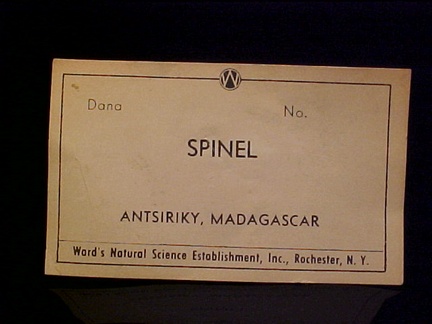 W
Dana No.
SPINEL
ANTSIRIKY, MADAGASCAR
Ward's Natural Science Establishment, Inc., Rochester, N. Y.